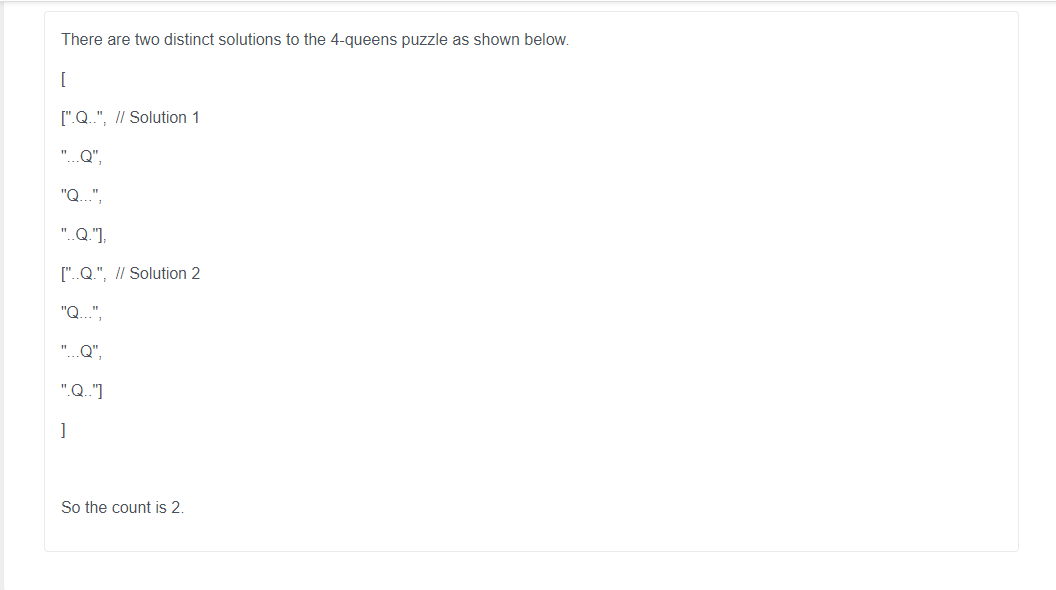 There are two distinct solutions to the 4-queens puzzle as shown below.
[
[".Q..", // Solution 1
"...Q",
"Q...",
"..Q."],
["..Q.", // Solution 2
"Q...",
"...Q",
".Q.."]
]
So the count is 2.